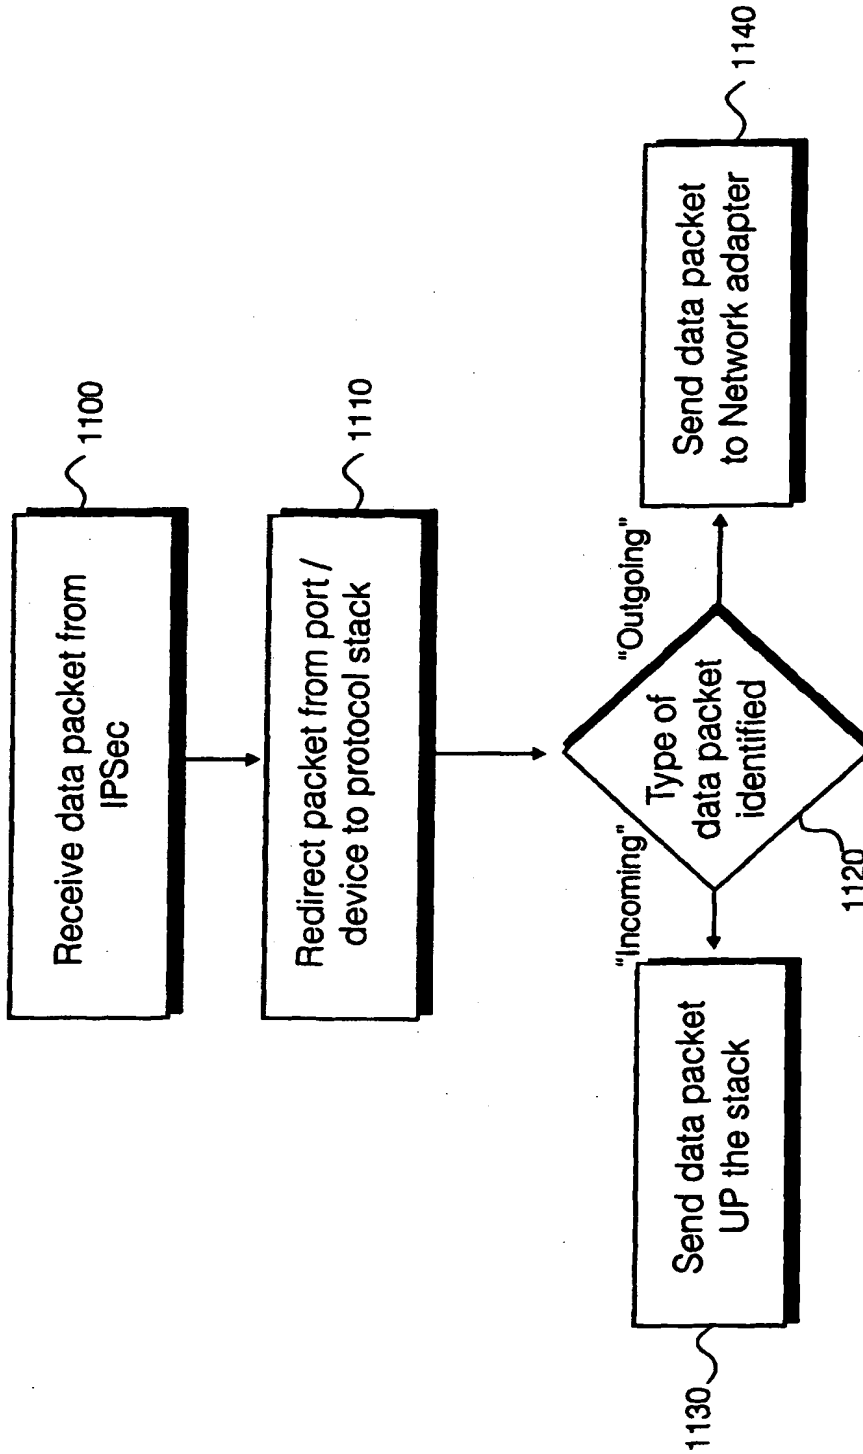 Receive data packet from
IPSec
1100
Redirect packet from port /
device to protocol stack
1110
Type of
data packet
identified
1120
"Incoming"
"Outgoing"
Send data packet
UP the stack
1130
Send data packet
to Network adapter
1140